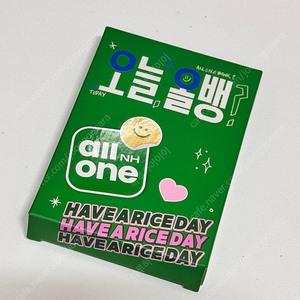 오늘, 올뱅?
ALL ONE BANK, ?
TODAY
all NH
one
HAVE A RICE DAY
HAVE A RICE DAY
HAVE A RICE DAY